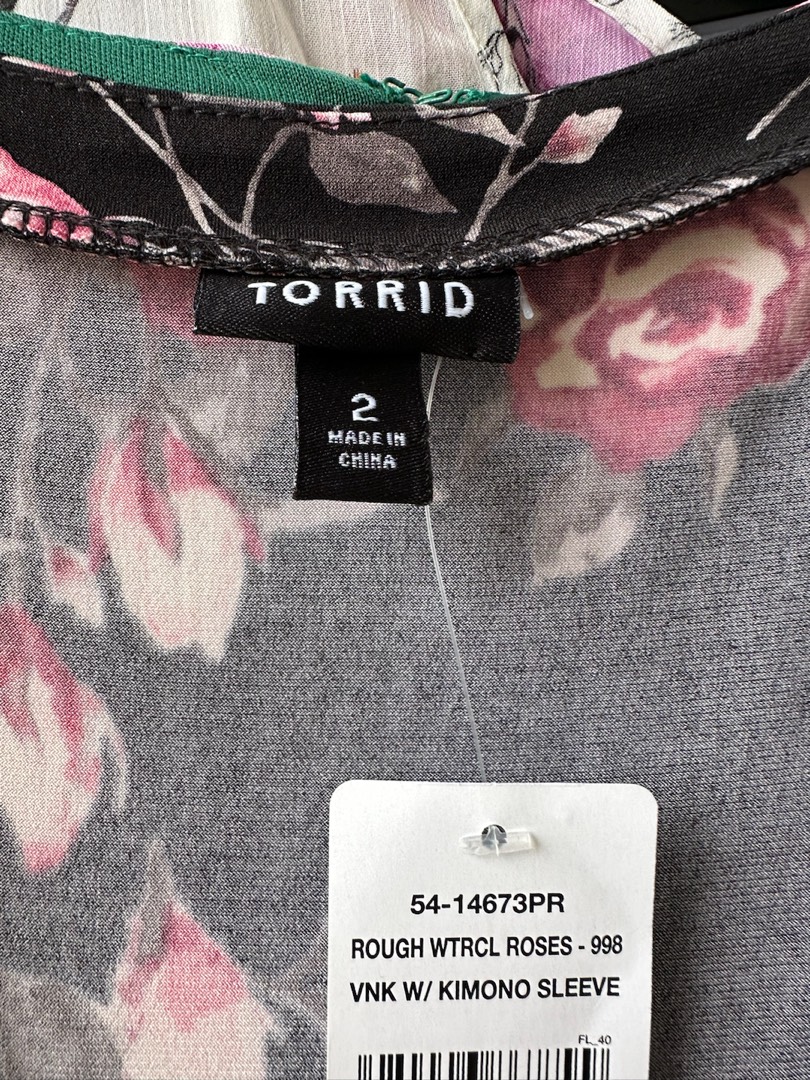 TORRID
2
MADE IN
CHINA
54-14673PR
ROUGH WTRCL ROSES - 998
VNK W/ KIMONO SLEEVE
FL_40